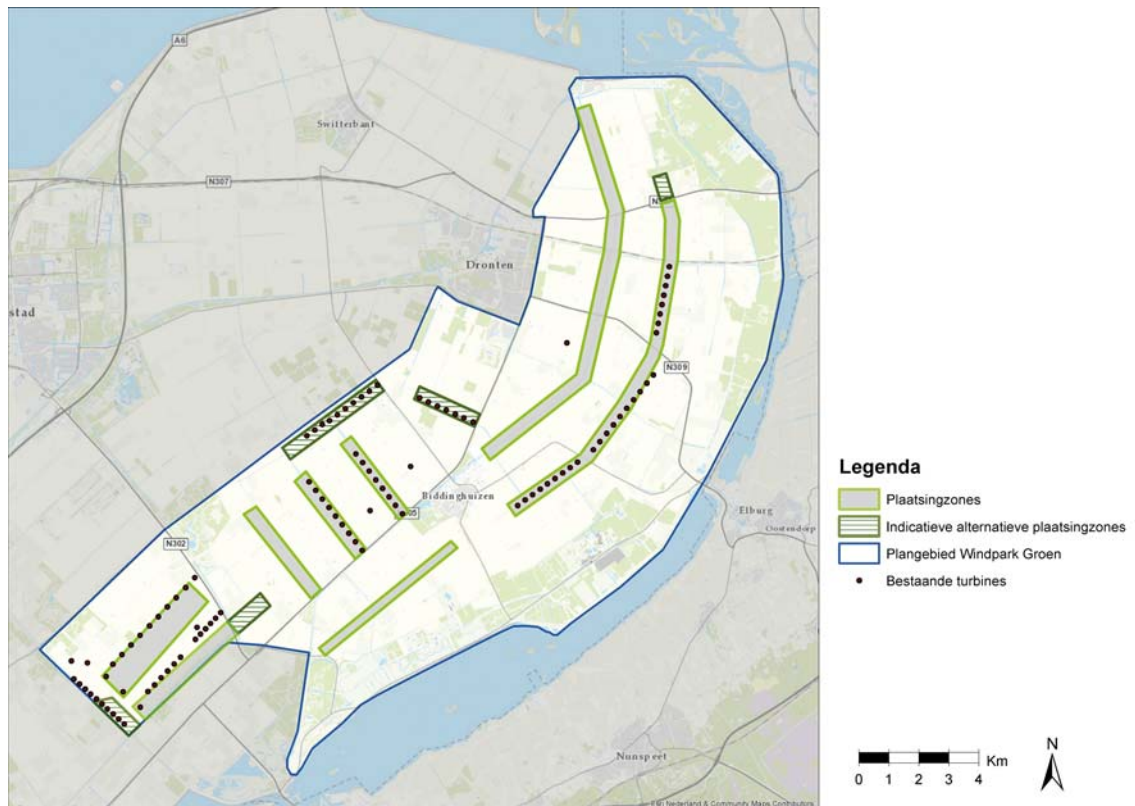 A6
Swifterbant
N307
Dronten
stad
N309
Biddinghuizen
N302
Elburg
Oostendorp
Nunspeet
Esri Nederland & Community Maps Contributors
Legenda
Plaatsingzones
Indicatieve alternatieve plaatsingzones
Plangebied Windpark Groen
Bestaande turbines
0 1 2 3 4
Km
N